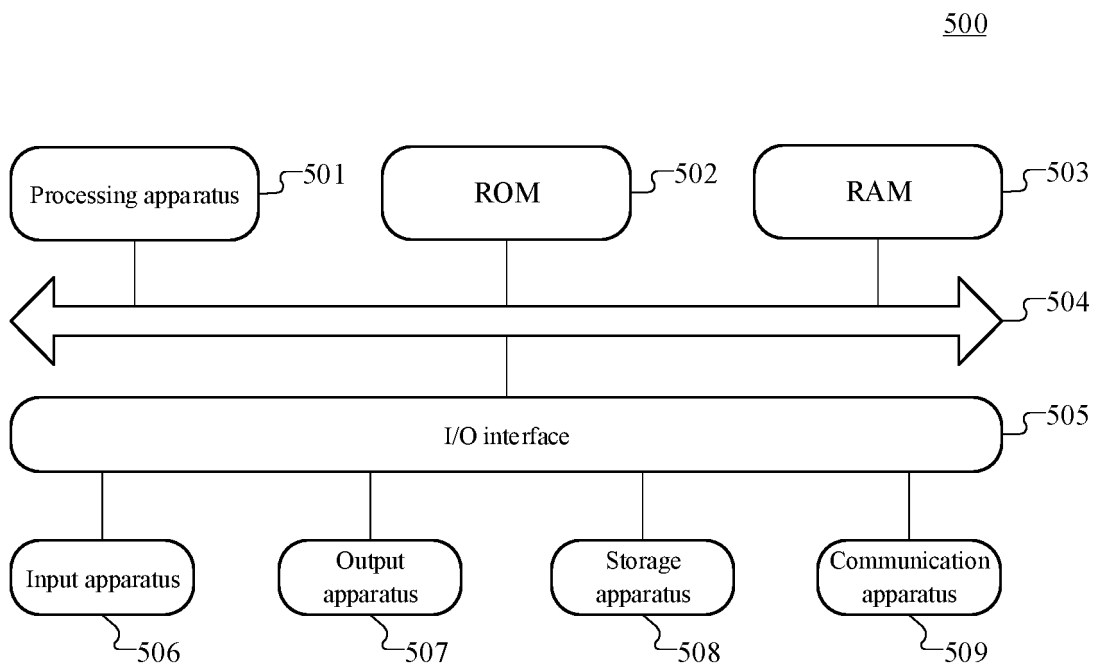 500
Processing apparatus
501
ROM
502
RAM
503
504
I/O interface
505
Input apparatus
Output
apparatus
Storage
apparatus
Communication
apparatus
506
507
508
509